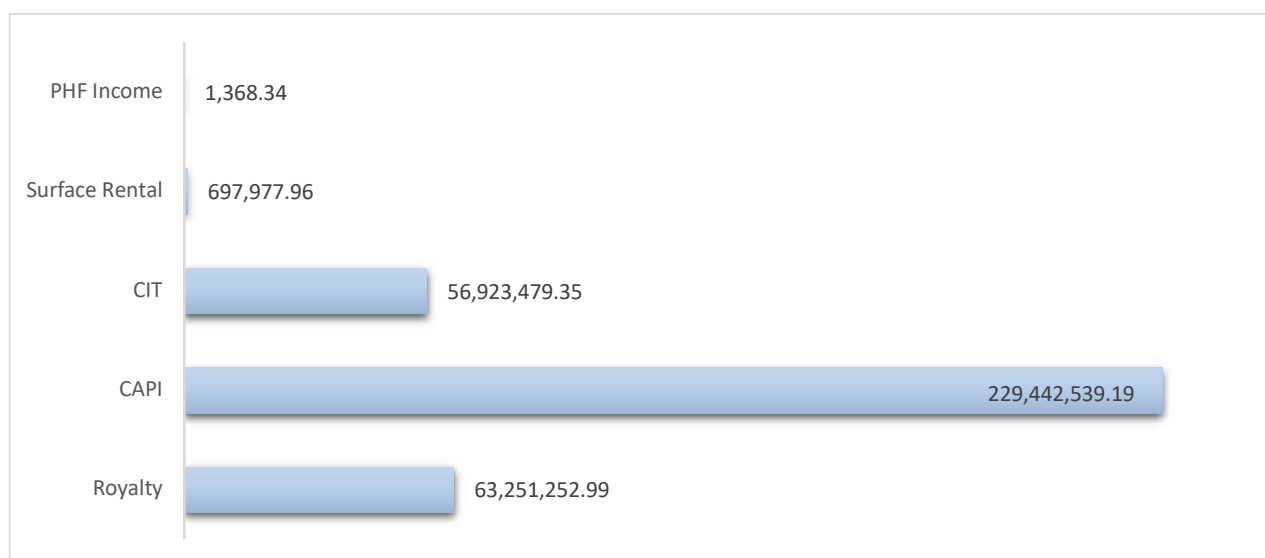 PHF Income 1,368.34
Surface Rental 697,977.96
CIT 56,923,479.35
CAPI 229,442,539.19
Royalty 63,251,252.99